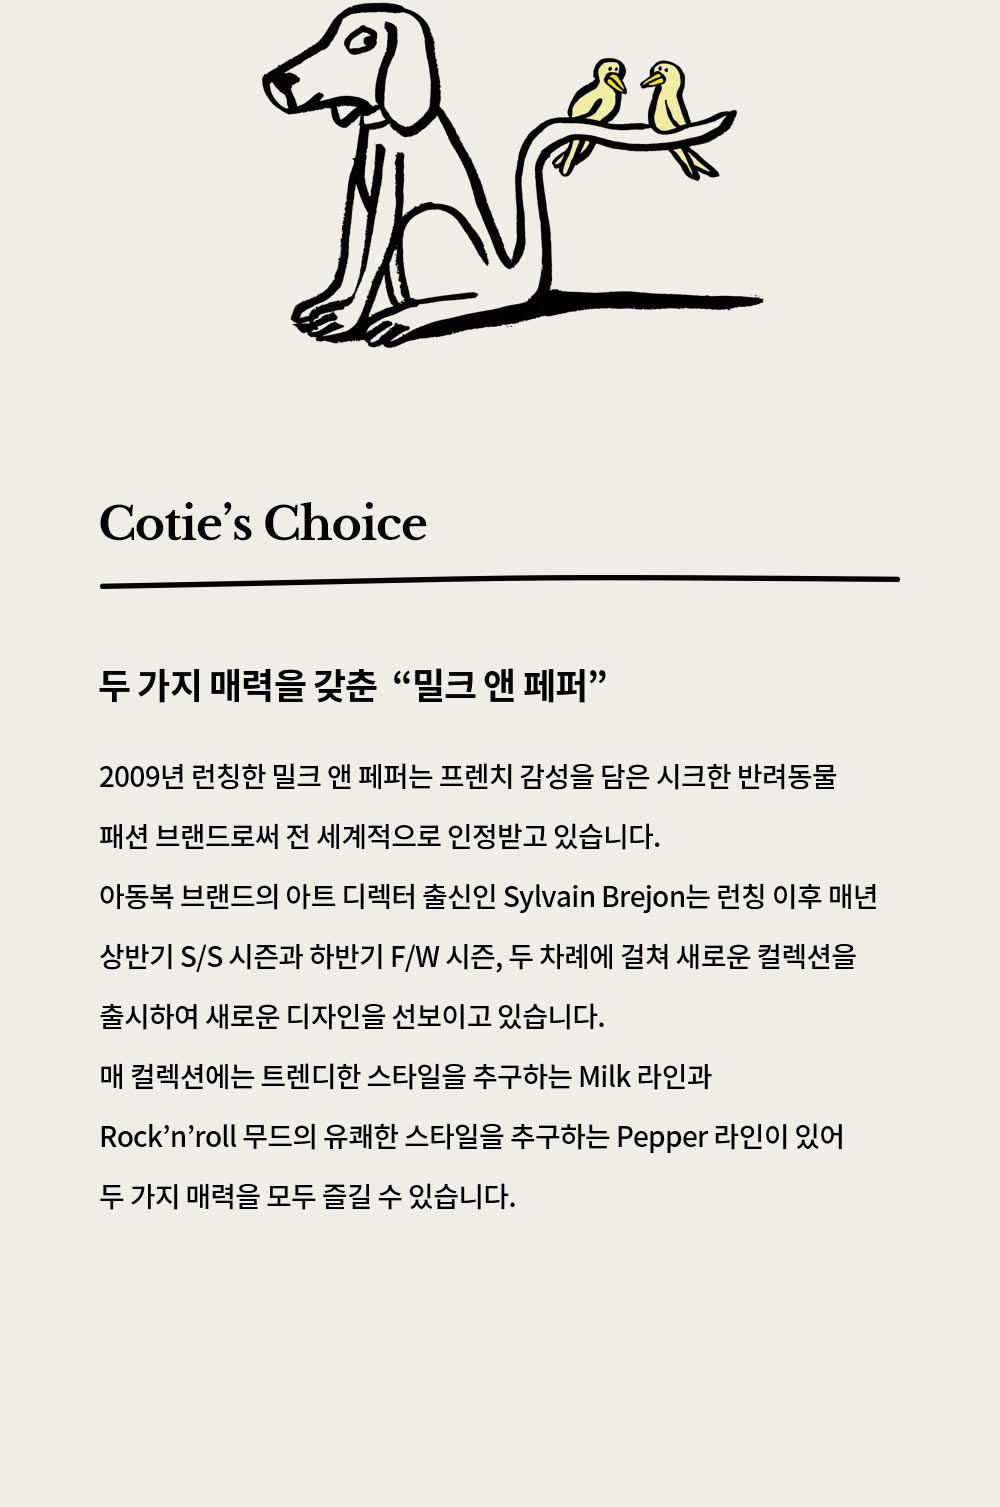 Cotie’s Choice
두 가지 매력을 갖춘 “밀크 앤 페퍼”
2009년 런칭한 밀크 앤 페퍼는 프렌치 감성을 담은 시크한 반려동물
패션 브랜드로써 전 세계적으로 인정받고 있습니다.
아동복 브랜드의 아트 디렉터 출신인 Sylvain Brejon는 런칭 이후 매년
상반기 S/S 시즌과 하반기 F/W 시즌, 두 차례에 걸쳐 새로운 컬렉션을
출시하여 새로운 디자인을 선보이고 있습니다.
매 컬렉션에는 트렌디한 스타일을 추구하는 Milk 라인과
Rock’n’roll 무드의 유쾌한 스타일을 추구하는 Pepper 라인이 있어
두 가지 매력을 모두 즐길 수 있습니다.